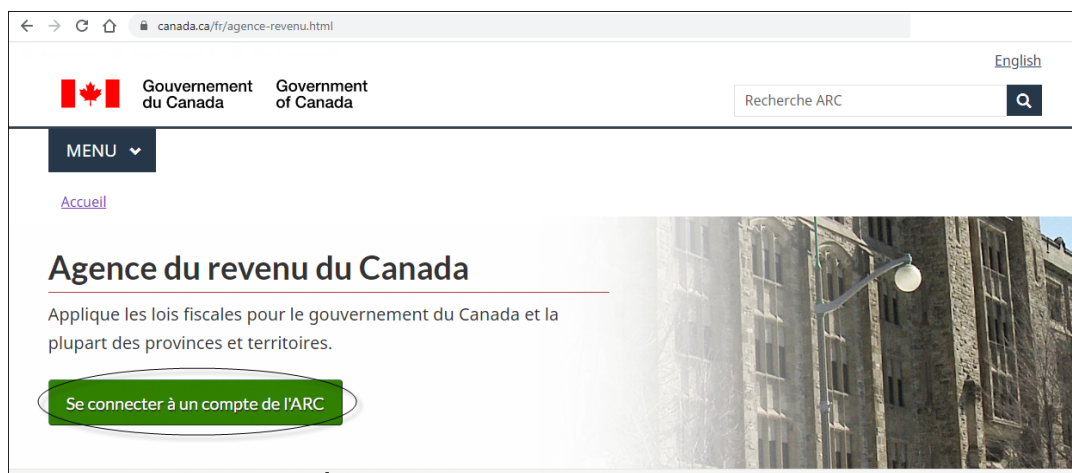 canada.ca/fr/agence-revenu.html
English
Gouvernement Government
du Canada of Canada
Recherche ARC
MENU
Accueil
Agence du revenu du Canada
Applique les lois fiscales pour le gouvernement du Canada et la
plupart des provinces et territoires.
Se connecter à un compte de l'ARC